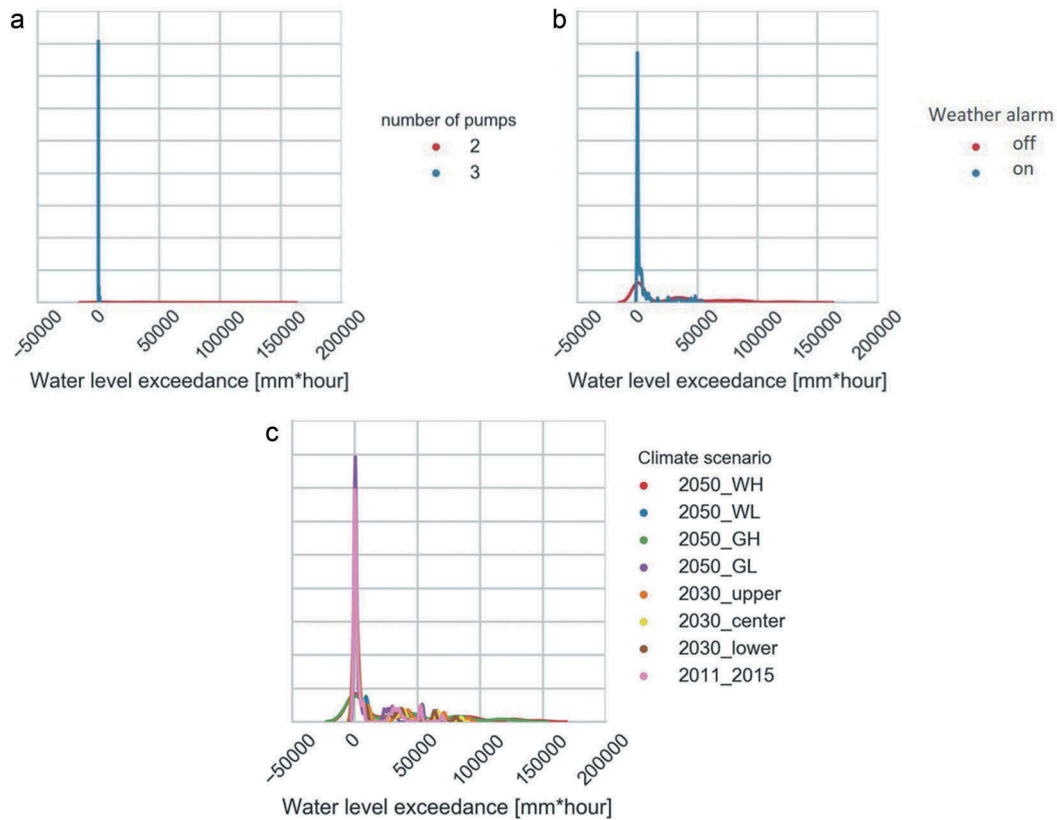 a
number of pumps
2
3
−50000
0
50000
100000
150000
200000
Water level exceedance [mm*hour]
b
Weather alarm
off
on
−50000
0
50000
100000
150000
200000
Water level exceedance [mm*hour]
c
Climate scenario
2050_WH
2050_WL
2050_GH
2050_GL
2030_upper
2030_center
2030_lower
2011_2015
−50000
0
50000
100000
150000
200000
Water level exceedance [mm*hour]